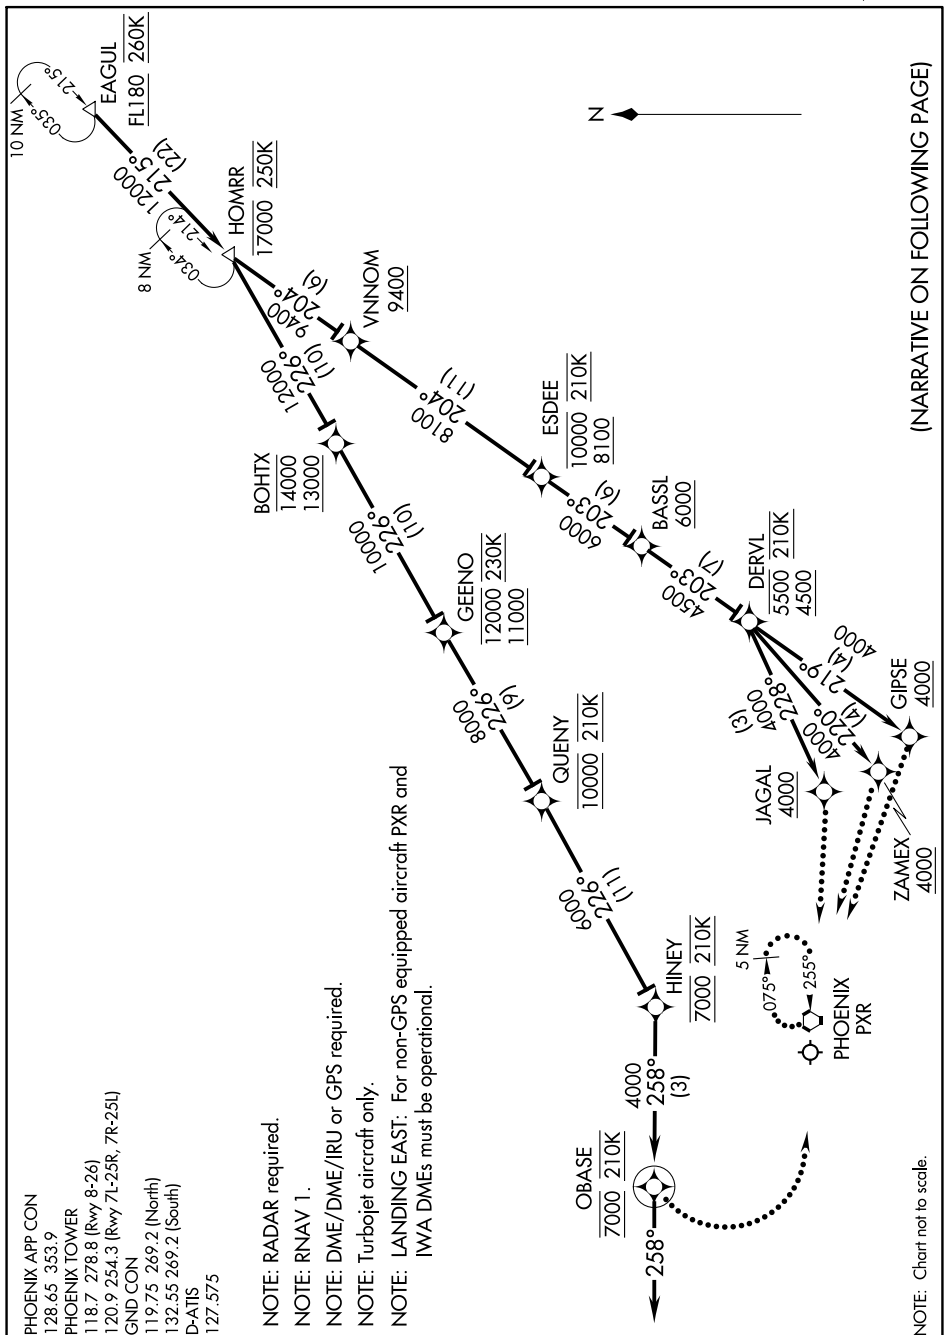 PHOENIX APP CON
128.65 353.9
PHOENIX TOWER
118.7 278.8 (Rwy 8-26)
120.9 254.3 (Rwy 7L-25R, 7R-25L)
GND CON
119.75 269.2 (North)
132.55 269.2 (South)
D-ATIS
127.575
NOTE: RADAR required.
NOTE: RNAV 1.
NOTE: DME/DME/IRU or GPS required.
NOTE: Turbojet aircraft only.
NOTE: LANDING EAST: For non-GPS equipped aircraft PXR and
IWA DMEs must be operational.
10 NM
035°
215°
EAGUL
FL180 260K
12000
215°
(22)
8 NM
034°
214°
HOMRR
17000 250K
12000
226°
(10)
9400
204°
(6)
VNNOM
9400
BOHTX
14000
13000
8100
204°
(11)
10000
226°
(10)
ESDEE
10000 210K
8100
GEENO
12000 230K
11000
6000
203°
(6)
BASSL
6000
8000
226°
(9)
4500
203°
(7)
QUENY
10000 210K
DERVL
5500 210K
4500
6000
226°
(11)
(3)
4000
228°
4000
220°
(4)
4000
(4)
219°
JAGAL
4000
GIPSE
4000
ZAMEX
4000
HINEY
7000 210K
5 NM
075°
255°
PHOENIX
PXR
4000
258°
(3)
OBASE
7000 210K
258°
N
(NARRATIVE ON FOLLOWING PAGE)
NOTE: Chart not to scale.